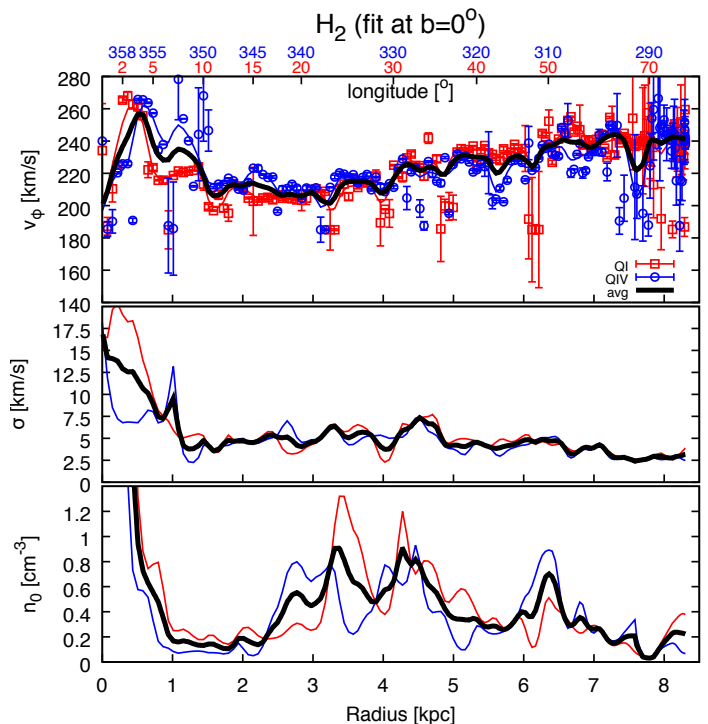 H₂ (fit at b=0°)
358 355 350 345 340 330 320 310 290
2 5 10 15 20 30 40 50 70
longitude [°]
280
260
240
220
200
180
160
140
vϕ [km/s]
QI
QIV
avg
17.5
15
12.5
10
7.5
5
2.5
0
σ [km/s]
1.2
1
0.8
0.6
0.4
0.2
0
n₀ [cm⁻³]
0 1 2 3 4 5 6 7 8
Radius [kpc]